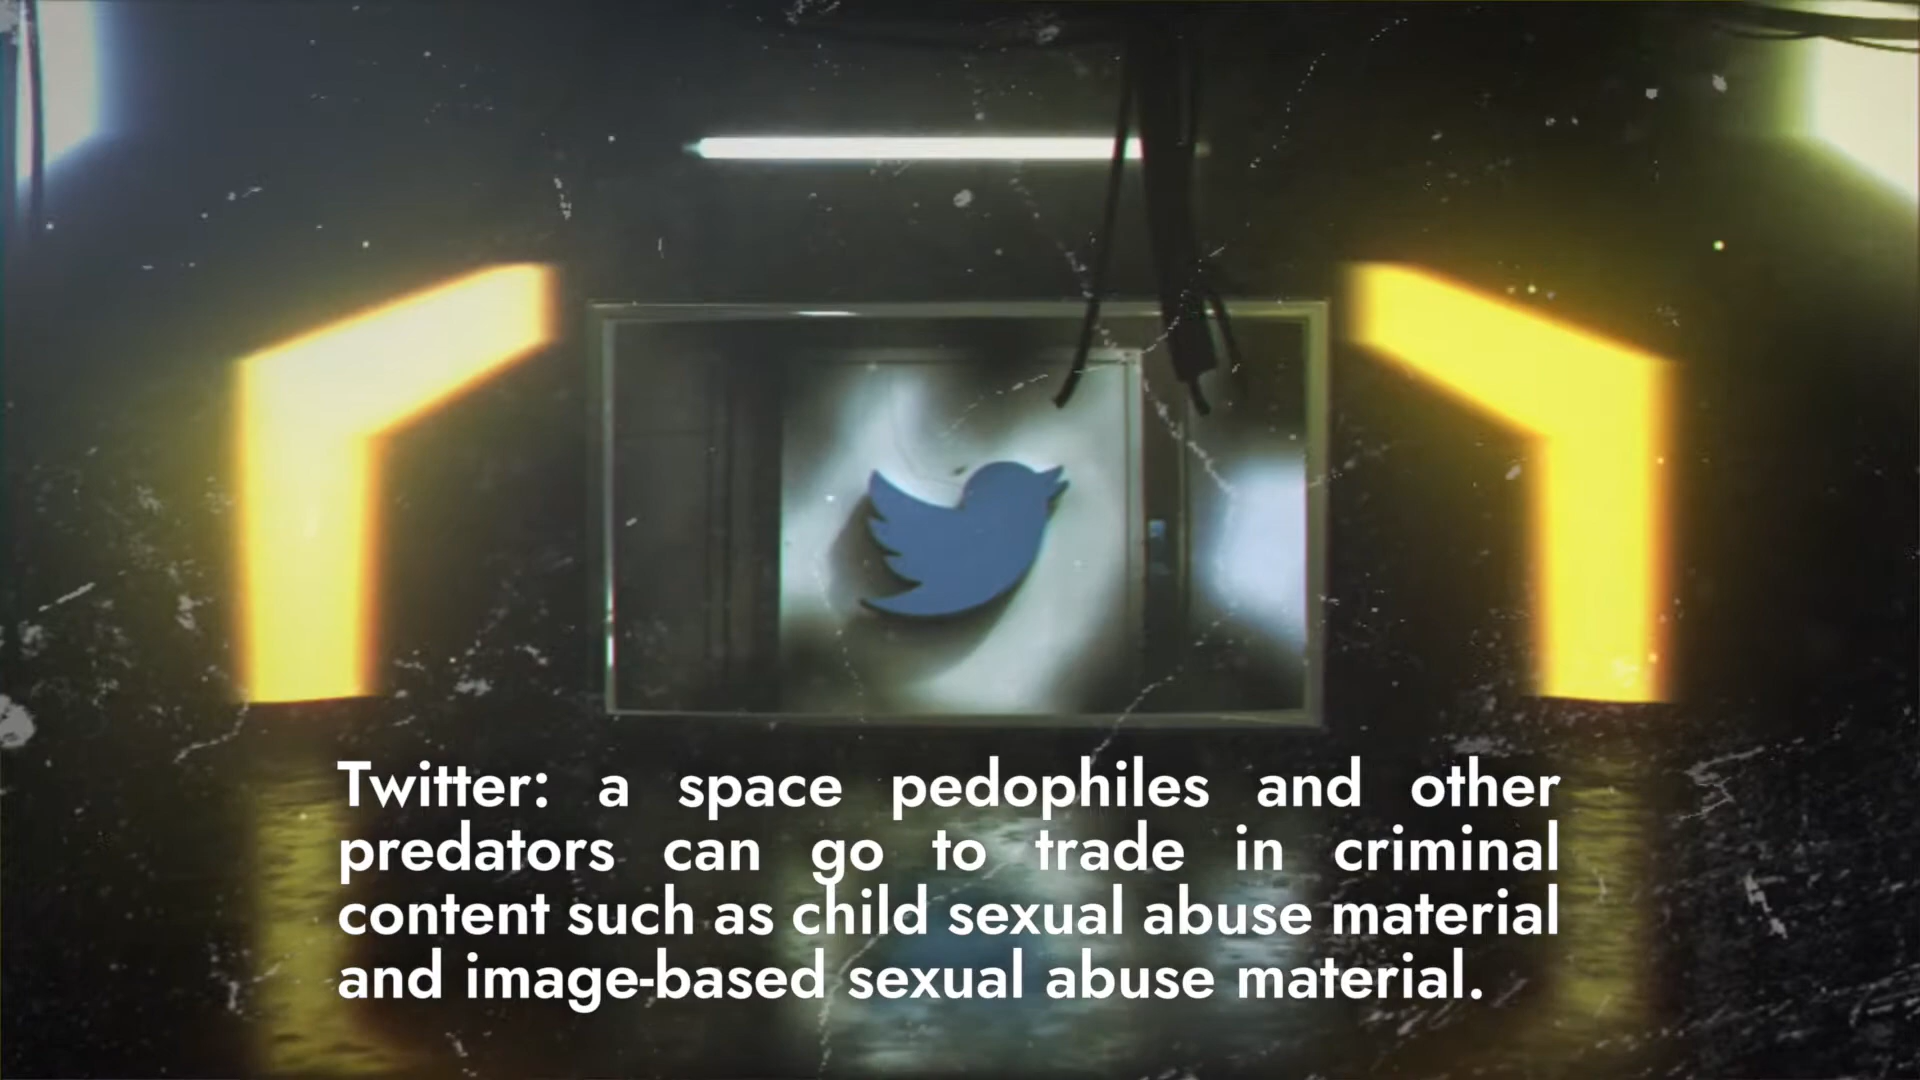 Twitter: a space pedophiles and other
predators can go to trade in criminal
content such as child sexual abuse material
and image-based sexual abuse material.